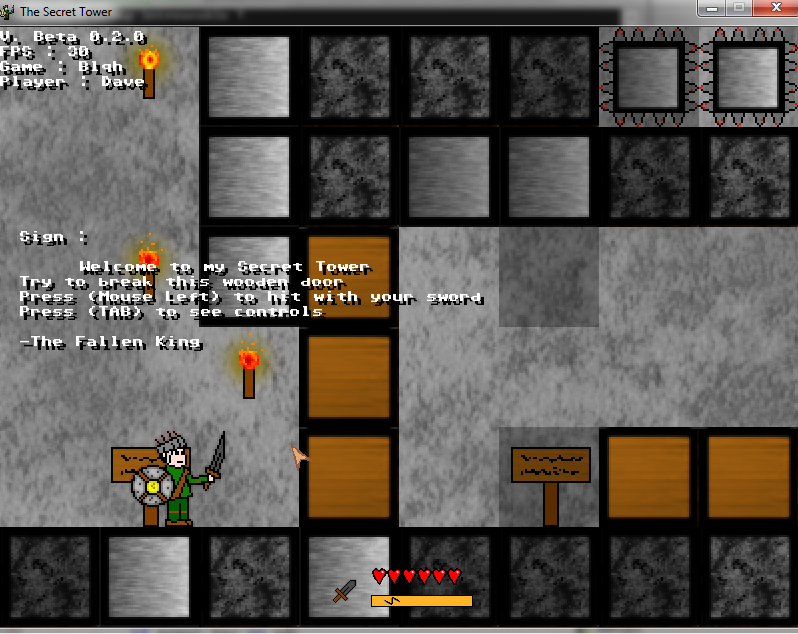 The Secret Tower
V. Beta 0.2.0
FPS : 30
Game : Blqh
Player : Dave
Sign :
Welcome to my Secret Tower
Try to break this wooden door
Press (Mouse Left) to hit with your sword
Press (TAB) to see controls
-The Fallen King